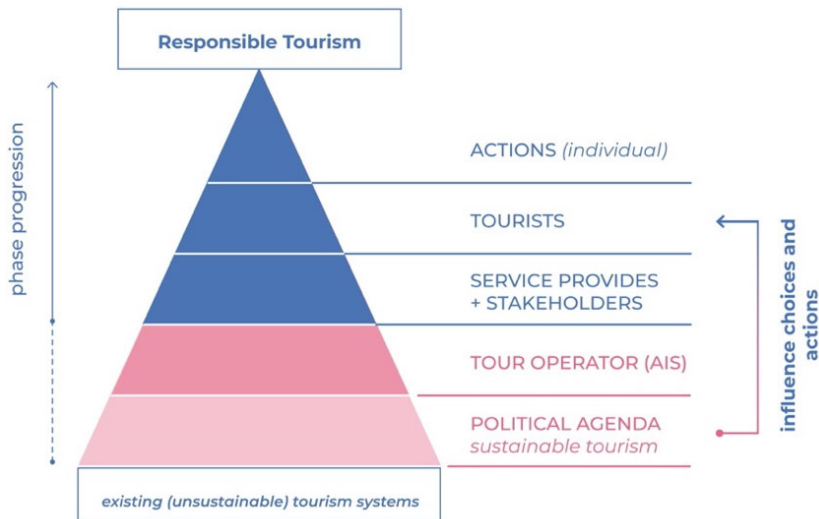 Responsible Tourism
phase progression
ACTIONS (individual)
TOURISTS
SERVICE PROVIDES
+ STAKEHOLDERS
TOUR OPERATOR (AIS)
POLITICAL AGENDA
sustainable tourism
influence choices and
actions
existing (unsustainable) tourism systems